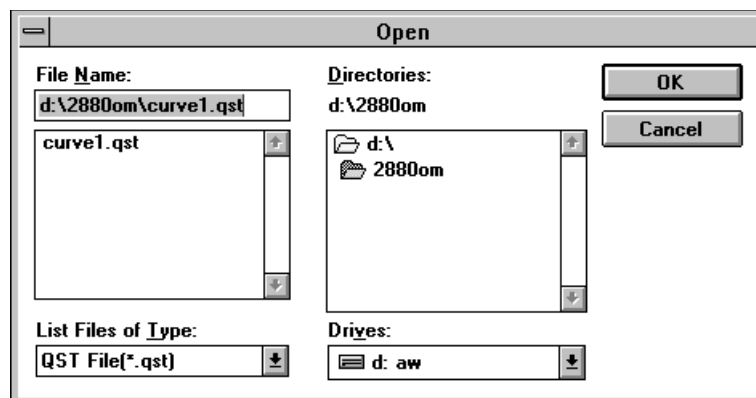 Open
File Name:
d:\2880om\curve1.qst
curve1.qst
List Files of Type:
QST File(*.qst)
Directories:
d:\2880om
d:\
2880om
Drives:
d: aw
OK
Cancel